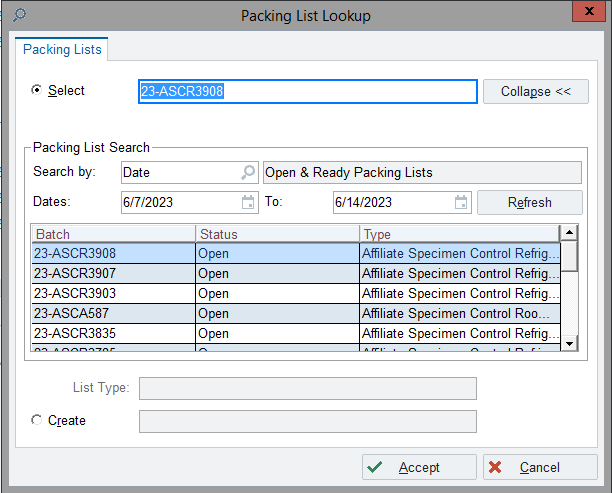 Packing List Lookup
X
Packing Lists
Select 23-ASCR3908 Collapse <<
Packing List Search
Search by: Date Open & Ready Packing Lists
Dates: 6/7/2023 To: 6/14/2023 Refresh
Batch Status Type
23-ASCR3908 Open Affiliate Specimen Control Refrig...
23-ASCR3907 Open Affiliate Specimen Control Refrig...
23-ASCR3903 Open Affiliate Specimen Control Refrig...
23-ASCA587 Open Affiliate Specimen Control Roo...
23-ASCR3835 Open Affiliate Specimen Control Refrig...
List Type:
Create
Accept Cancel